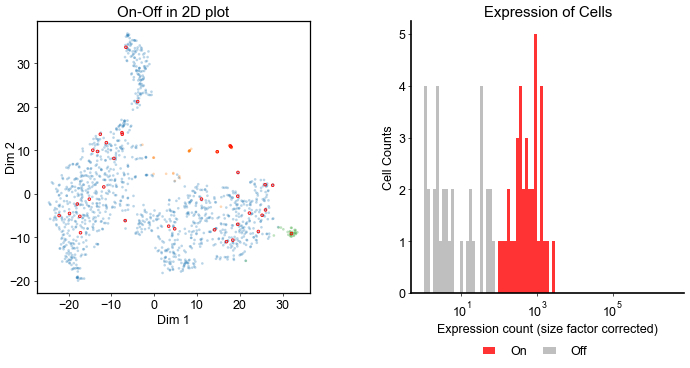 On-Off in 2D plot
Dim 2
30
20
10
0
−10
−20
−20 −10 0 10 20 30
Dim 1
Expression of Cells
Cell Counts
5
4
3
2
1
0
10^1 10^3 10^5
Expression count (size factor corrected)
On Off